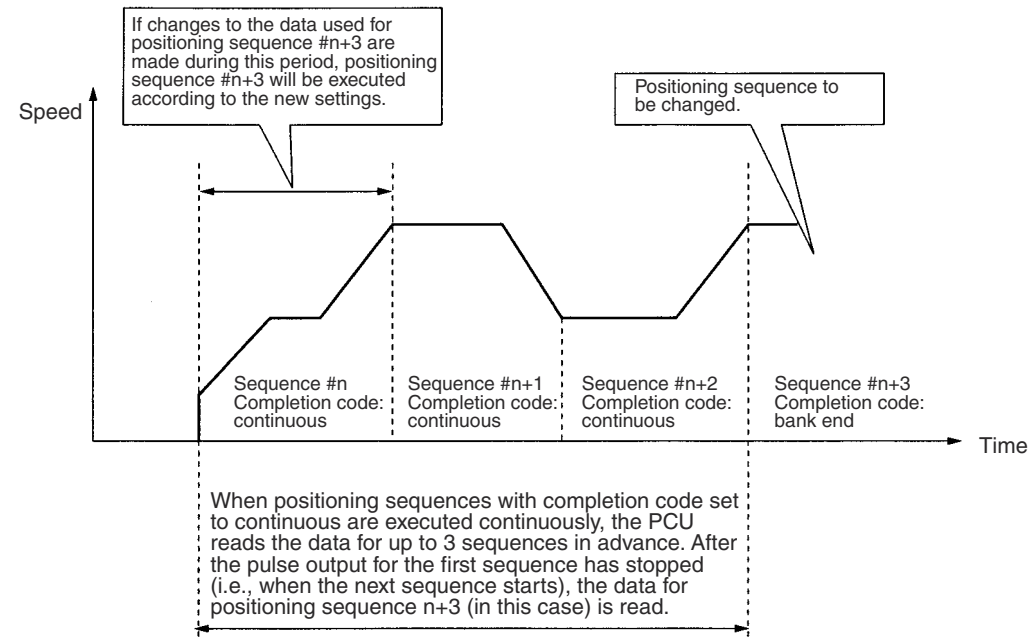 If changes to the data used for
positioning sequence #n+3 are
made during this period, positioning
sequence #n+3 will be executed
according to the new settings.
Positioning sequence to
be changed.
Speed
Sequence #n
Completion code:
continuous
Sequence #n+1
Completion code:
continuous
Sequence #n+2
Completion code:
continuous
Sequence #n+3
Completion code:
bank end
Time
When positioning sequences with completion code set
to continuous are executed continuously, the PCU
reads the data for up to 3 sequences in advance. After
the pulse output for the first sequence has stopped
(i.e., when the next sequence starts), the data for
positioning sequence n+3 (in this case) is read.